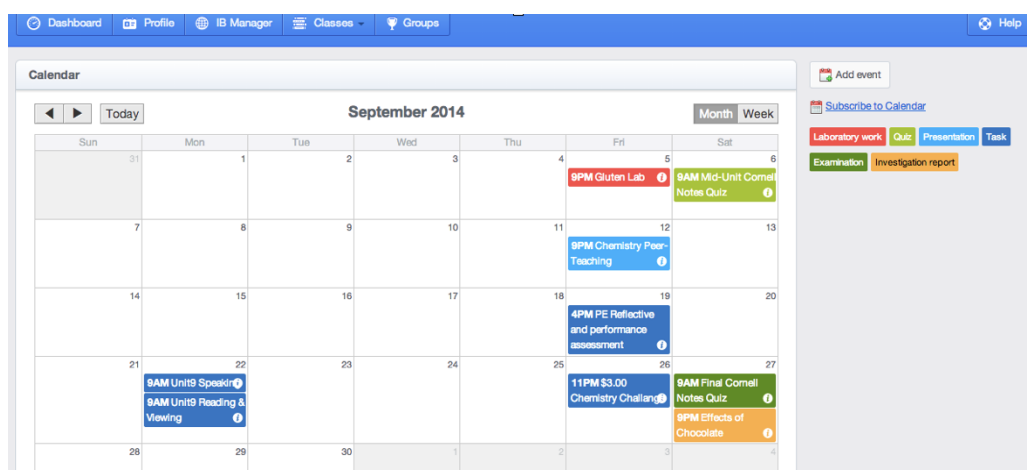 Dashboard Profile IB Manager Classes Groups Help
Calendar
Add event
Today September 2014 Month Week
Subscribe to Calendar
Laboratory work Quiz Presentation Task
Examination Investigation report
Sun Mon Tue Wed Thu Fri Sat
31 1 2 3 4 5 6
9PM Gluten Lab
9AM Mid-Unit Cornell
Notes Quiz
7 8 9 10 11 12 13
9PM Chemistry Peer-
Teaching
14 15 16 17 18 19 20
4PM PE Reflective
and performance
assessment
21 22 23 24 25 26 27
9AM Unit9 Speaking
9AM Unit9 Reading &
Viewing
11PM $3.00
Chemistry Challang
9AM Final Cornell
Notes Quiz
9PM Effects of
Chocolate
28 29 30 1 2 3 4